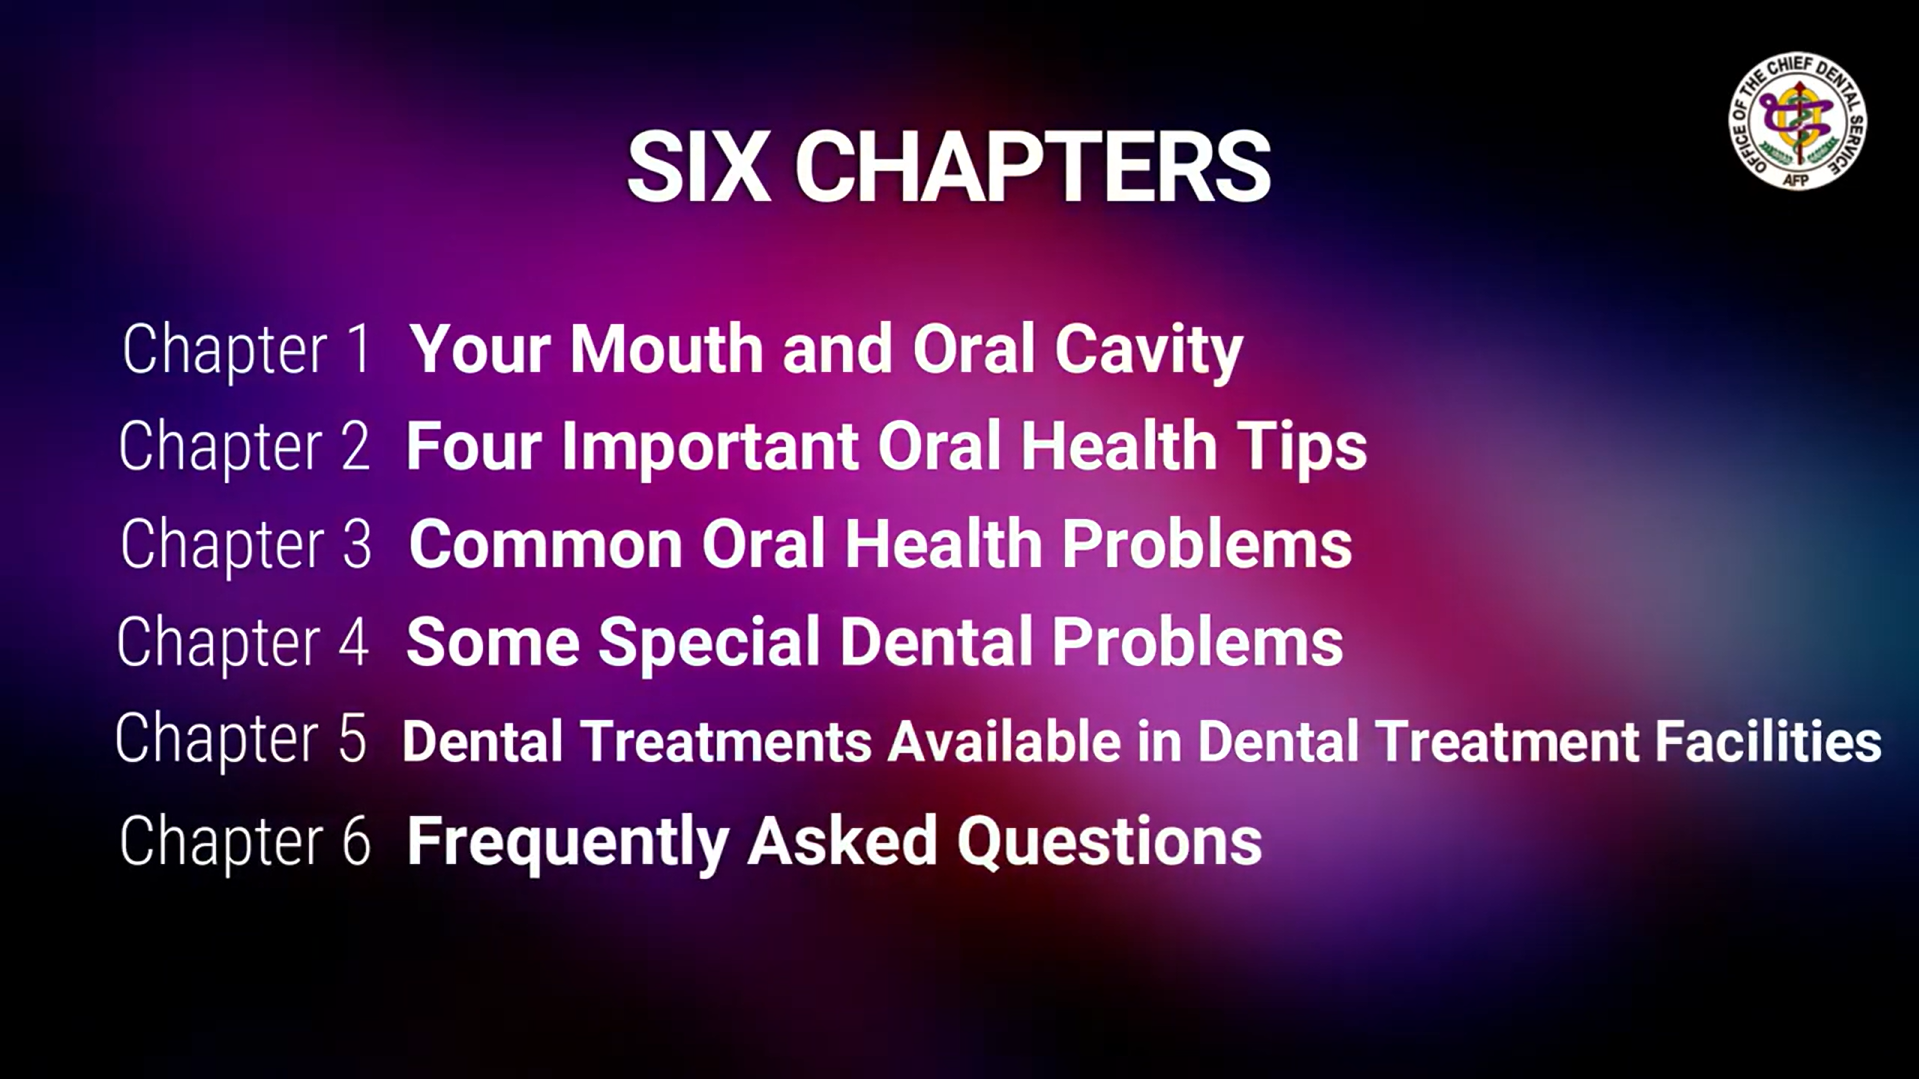 OFFICE OF THE CHIEF DENTAL SERVICE
AFP
SIX CHAPTERS
Chapter 1 Your Mouth and Oral Cavity
Chapter 2 Four Important Oral Health Tips
Chapter 3 Common Oral Health Problems
Chapter 4 Some Special Dental Problems
Chapter 5 Dental Treatments Available in Dental Treatment Facilities
Chapter 6 Frequently Asked Questions